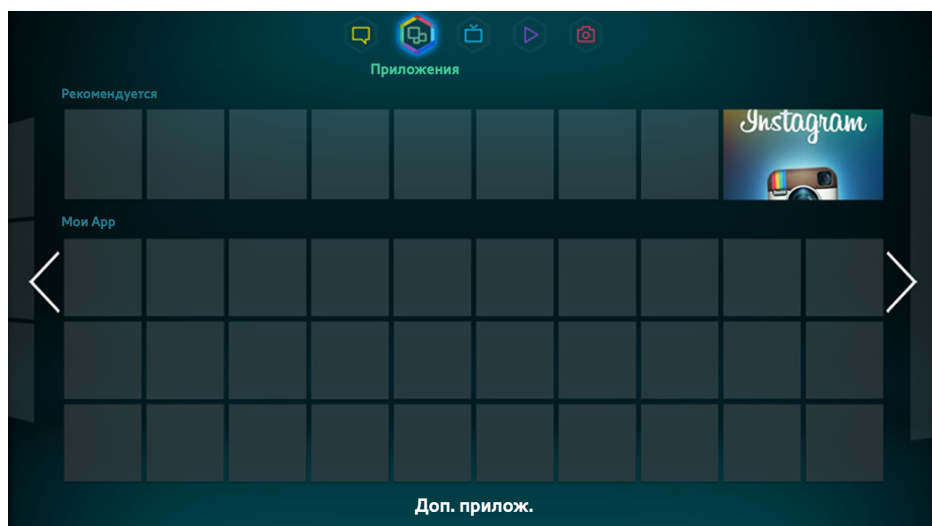 Приложения
Рекомендуется
Instagram
Мои App
Доп. прилож.